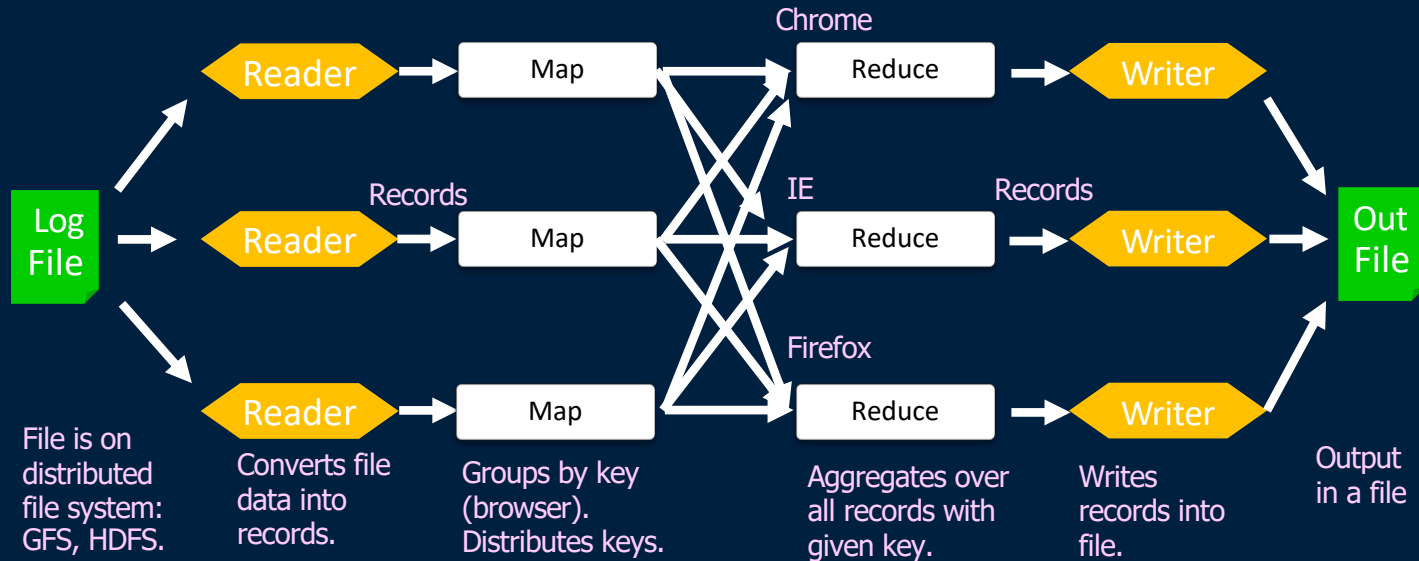 Chrome
Reader
Map
Reduce
Writer
Log
File
Records
Reader
Map
IE
Reduce
Records
Writer
Out
File
Firefox
Reader
Map
Reduce
Writer
File is on
distributed
file system:
GFS, HDFS.
Converts file
data into
records.
Groups by key
(browser).
Distributes keys.
Aggregates over
all records with
given key.
Writes
records into
file.
Output
in a file